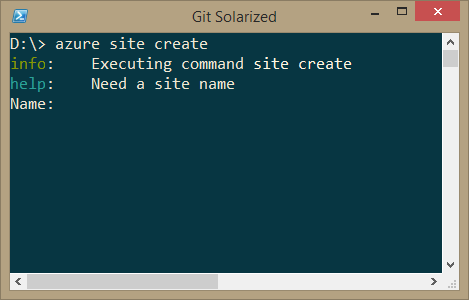 Git Solarized
D:\> azure site create
info:    Executing command site create
help:    Need a site name
Name: